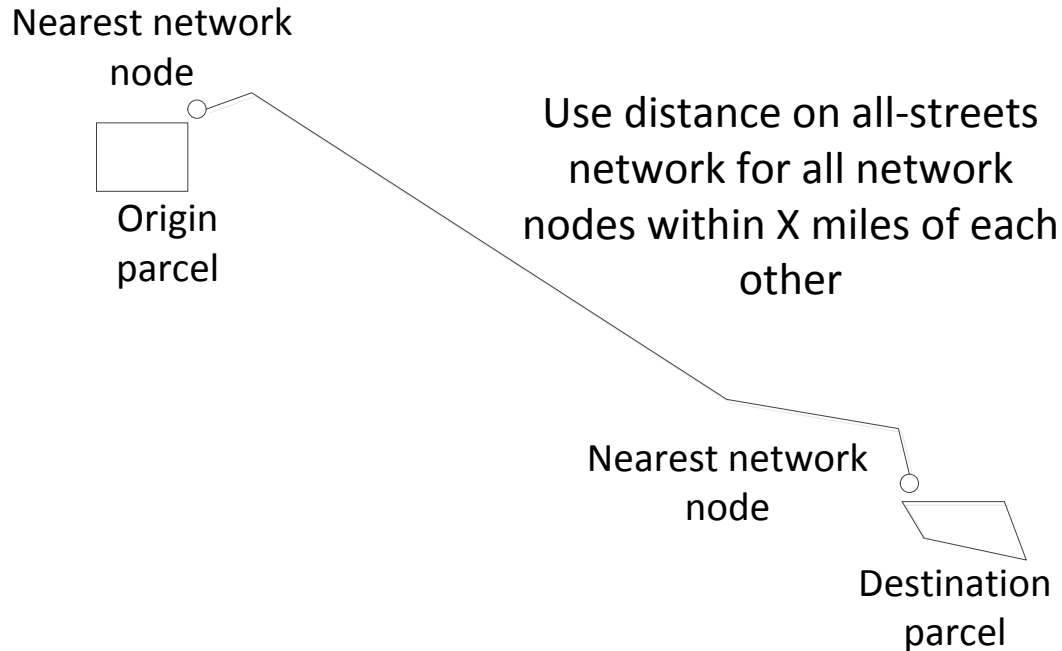 Nearest network
node
Origin
parcel
Use distance on all-streets
network for all network
nodes within X miles of each
other
Nearest network
node
Destination
parcel